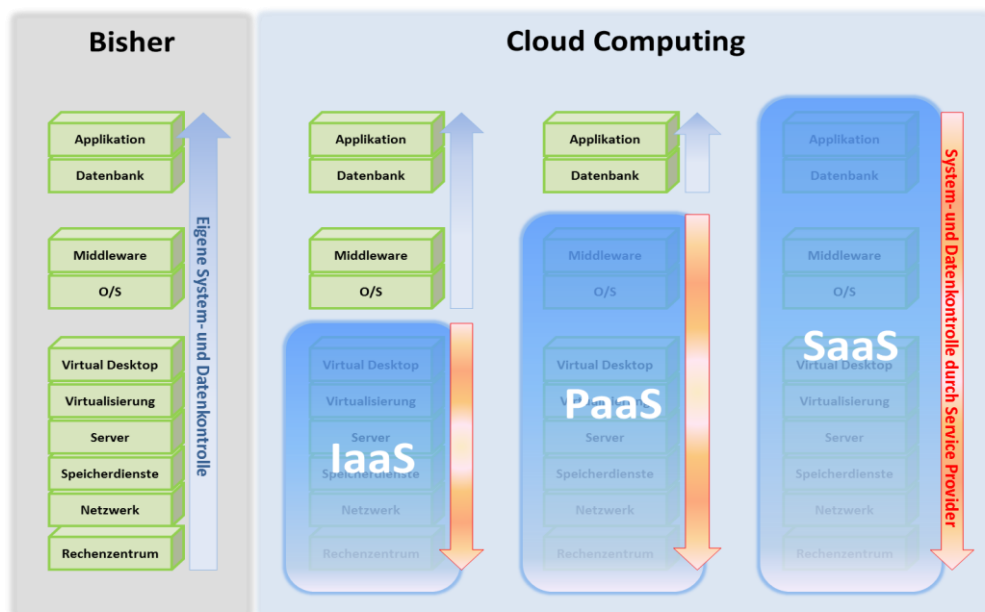 Bisher
Applikation
Datenbank
Middleware
O/S
Virtual Desktop
Virtualisierung
Server
Speicherdienste
Netzwerk
Rechenzentrum
Eigene System- und Datenkontrolle
Cloud Computing
Applikation
Datenbank
Middleware
O/S
Virtual Desktop
Virtualisierung
Server
IaaS
Speicherdienste
Netzwerk
Rechenzentrum
Applikation
Datenbank
Middleware
O/S
Virtual Desktop
Virtualisierung
PaaS
Server
Speicherdienste
Netzwerk
Rechenzentrum
Applikation
Datenbank
Middleware
O/S
SaaS
Virtual Desktop
Virtualisierung
Server
Speicherdienste
Netzwerk
Rechenzentrum
System- und Datenkontrolle durch Service Provider